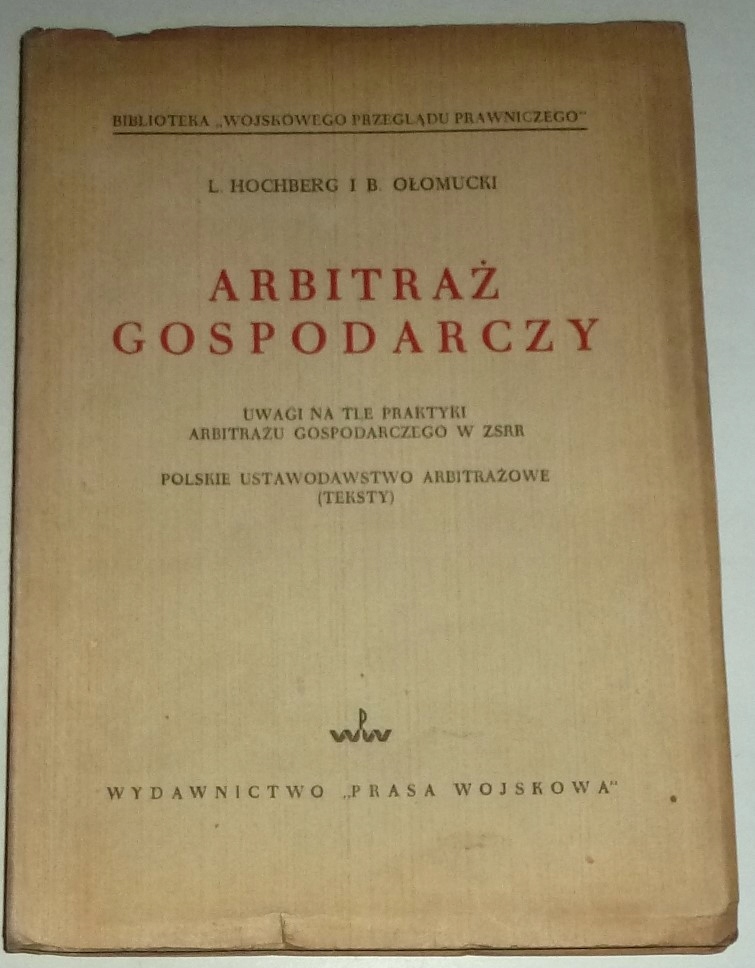 BIBLIOTEKA „WOJSKOWEGO PRZEGLĄDU PRAWNICZEGO"
L. HOCHBERG I B. OŁOMUCKI
ARBITRAŻ
GOSPODARCZY
UWAGI NA TLE PRAKTYKI
ARBITRAŻU GOSPODARCZEGO W ZSRR
POLSKIE USTAWODAWSTWO ARBITRAŻOWE
(TEKSTY)
WPW
WYDAWNICTWO „PRASA WOJSKOWA"